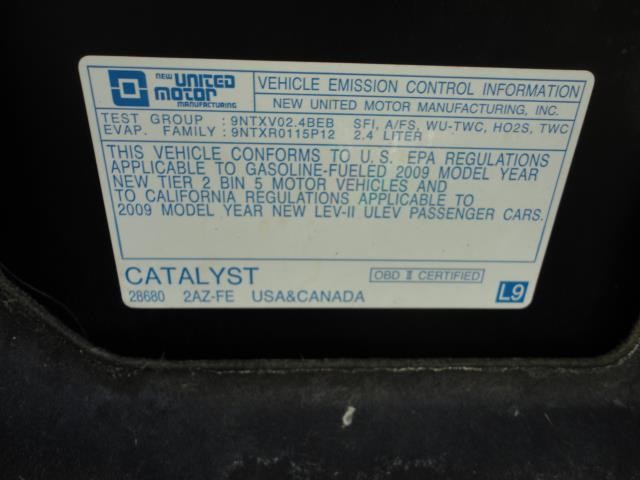 NEW UNITED MOTOR MANUFACTURING
VEHICLE EMISSION CONTROL INFORMATION
NEW UNITED MOTOR MANUFACTURING, INC.
TEST GROUP : 9NTXV02.4BEB SFI, A/FS, WU-TWC, HO2S, TWC
EVAP. FAMILY : 9NTXR0115P12 2.4 LITER
THIS VEHICLE CONFORMS TO U.S. EPA REGULATIONS
APPLICABLE TO GASOLINE-FUELED 2009 MODEL YEAR
NEW TIER 2 BIN 5 MOTOR VEHICLES AND
TO CALIFORNIA REGULATIONS APPLICABLE TO
2009 MODEL YEAR NEW LEV-II ULEV PASSENGER CARS.
CATALYST OBD II CERTIFIED
28680 2AZ-FE USA&CANADA L9